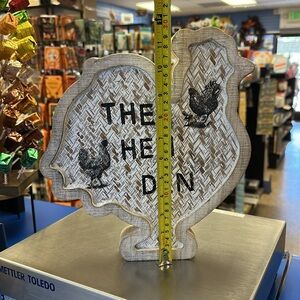 THE
HEN
DEN
METTLER TOLEDO